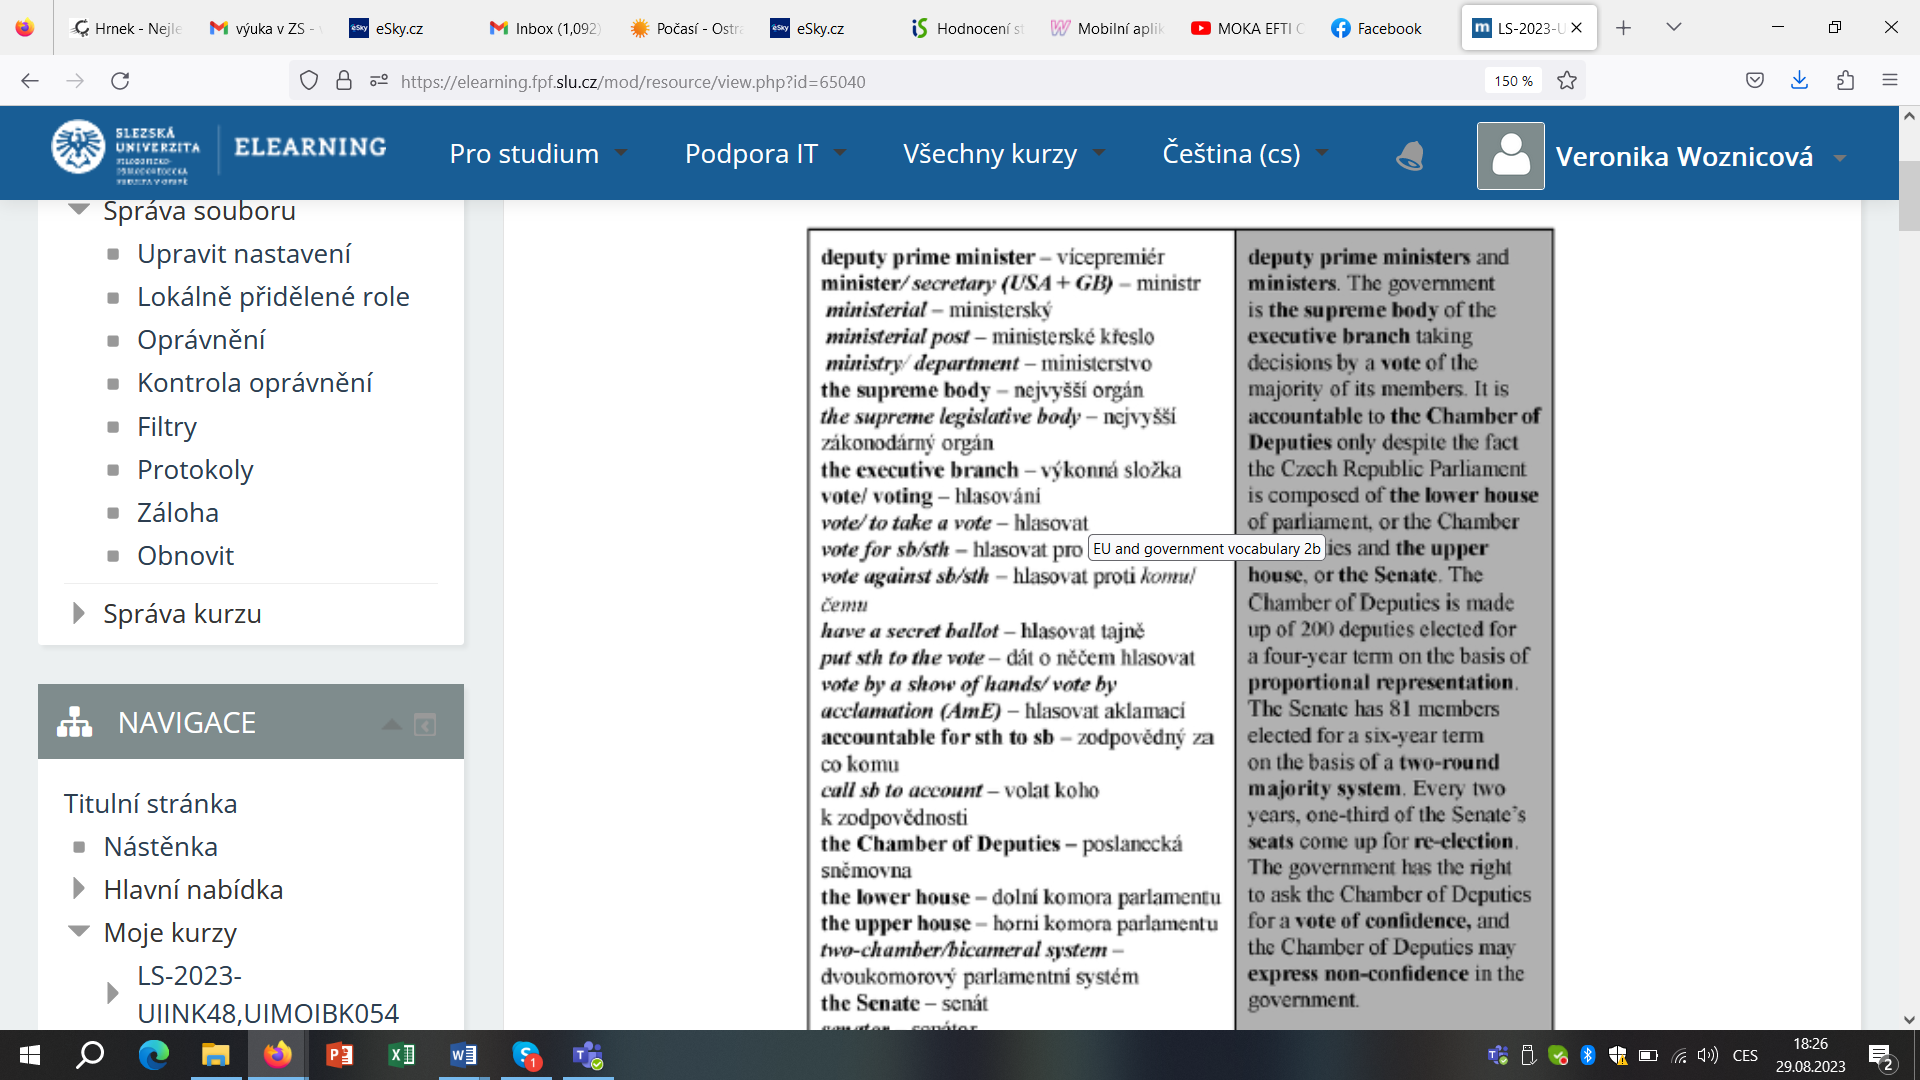 Hrnek - Nejle
výuka v ZS -
eSky.cz
Inbox (1,092)
Počasí - Ostra
eSky.cz
Hodnocení st
Mobilní aplik
MOKA EFTI O
Facebook
LS-2023-U
https://elearning.fpf.slu.cz/mod/resource/view.php?id=65040
150 %
SLEZSKÁ
UNIVERZITA
FILOZOFICKO-
PŘÍRODOVĚDECKÁ
FAKULTA V OPAVĚ
ELEARNING
Pro studium
Podpora IT
Všechny kurzy
Čeština (cs)
Veronika Woznicová
Správa souboru
Upravit nastavení
Lokálně přidělené role
Oprávnění
Kontrola oprávnění
Filtry
Protokoly
Záloha
Obnovit
Správa kurzu
NAVIGACE
Titulní stránka
Nástěnka
Hlavní nabídka
Moje kurzy
LS-2023-
UIINK48,UIMOIBK054
deputy prime minister – vícepremiér
minister/ secretary (USA + GB) – ministr
ministerial – ministerský
ministerial post – ministerské křeslo
ministry/ department – ministerstvo
the supreme body – nejvyšší orgán
the supreme legislative body – nejvyšší
zákonodárný orgán
the executive branch – výkonná složka
vote/ voting – hlasování
vote/ to take a vote – hlasovat
vote for sb/sth – hlasovat pro
vote against sb/sth – hlasovat proti komu/
čemu
have a secret ballot – hlasovat tajně
put sth to the vote – dát o něčem hlasovat
vote by a show of hands/ vote by
acclamation (AmE) – hlasovat aklamací
accountable for sth to sb – zodpovědný za
co komu
call sb to account – volat koho
k zodpovědnosti
the Chamber of Deputies – poslanecká
sněmovna
the lower house – dolní komora parlamentu
the upper house – horní komora parlamentu
two-chamber/bicameral system –
dvoukomorový parlamentní systém
the Senate – senát
senator – senátor
EU and government vocabulary 2b
deputy prime ministers and
ministers. The government
is the supreme body of the
executive branch taking
decisions by a vote of the
majority of its members. It is
accountable to the Chamber of
Deputies only despite the fact
the Czech Republic Parliament
is composed of the lower house
of parliament, or the Chamber
ies and the upper
house, or the Senate. The
Chamber of Deputies is made
up of 200 deputies elected for
a four-year term on the basis of
proportional representation.
The Senate has 81 members
elected for a six-year term
on the basis of a two-round
majority system. Every two
years, one-third of the Senate's
seats come up for re-election.
The government has the right
to ask the Chamber of Deputies
for a vote of confidence, and
the Chamber of Deputies may
express non-confidence in the
government.
1
CES
18:26
29.08.2023
2